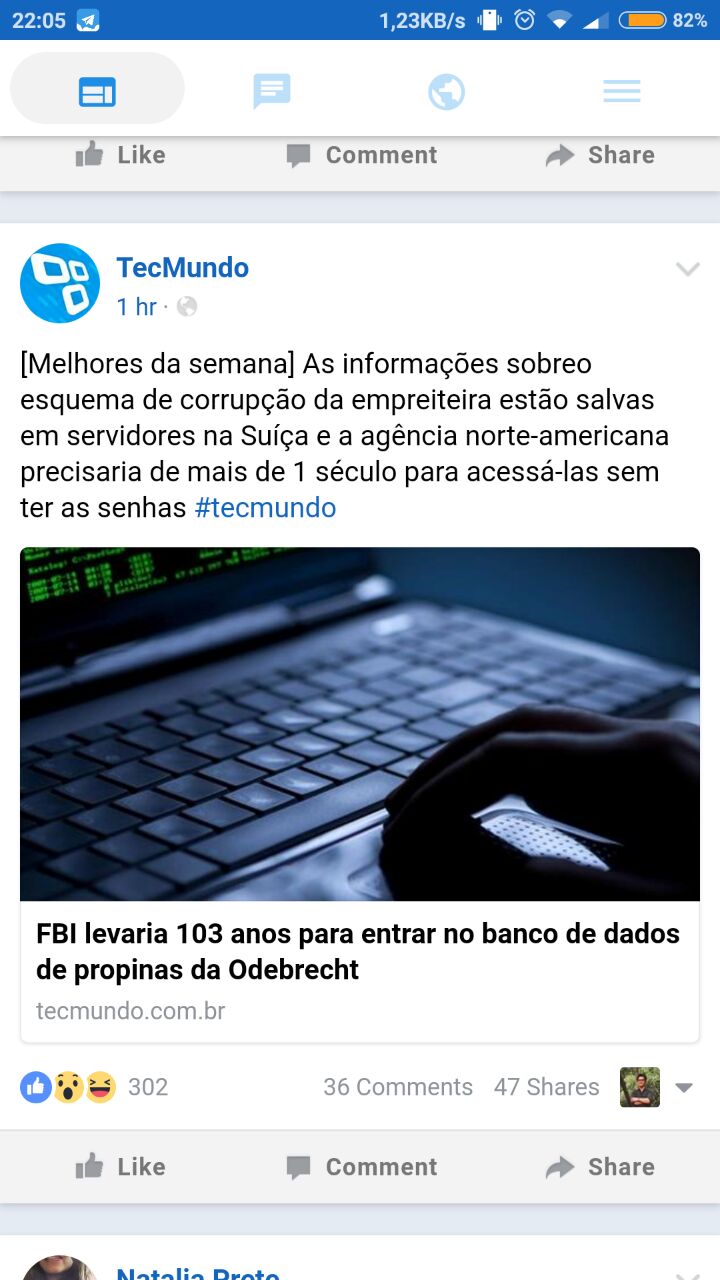 22:05 1,23KB/s 82%
Like Comment Share
TecMundo
1 hr ·
[Melhores da semana] As informações sobreo
esquema de corrupção da empreiteira estão salvas
em servidores na Suíça e a agência norte-americana
precisaria de mais de 1 século para acessá-las sem
ter as senhas #tecmundo
FBI levaria 103 anos para entrar no banco de dados
de propinas da Odebrecht
tecmundo.com.br
302 36 Comments 47 Shares
Like Comment Share
Natalia